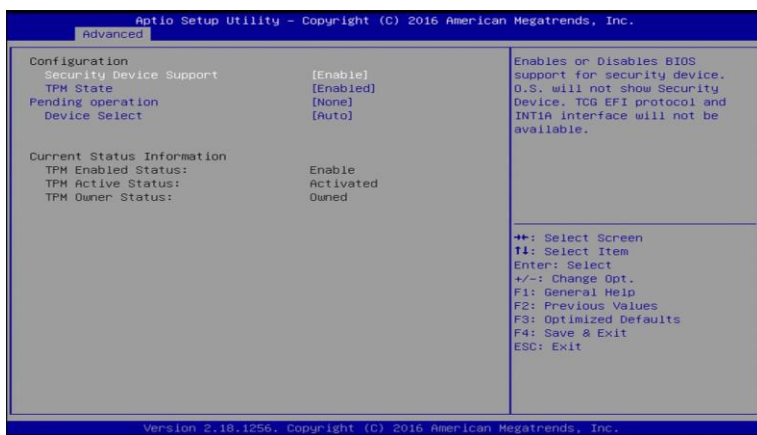 Aptio Setup Utility – Copyright (C) 2016 American Megatrends, Inc.
Advanced
Configuration
Security Device Support [Enable]
TPM State [Enabled]
Pending operation [None]
Device Select [Auto]
Current Status Information
TPM Enabled Status: Enable
TPM Active Status: Activated
TPM Owner Status: Owned
Enables or Disables BIOS
support for security device.
O.S. will not show Security
Device. TCG EFI protocol and
INT1A interface will not be
available.
→←: Select Screen
↑↓: Select Item
Enter: Select
+/-: Change Opt.
F1: General Help
F2: Previous Values
F3: Optimized Defaults
F4: Save & Exit
ESC: Exit
Version 2.18.1256. Copyright (C) 2016 American Megatrends, Inc.